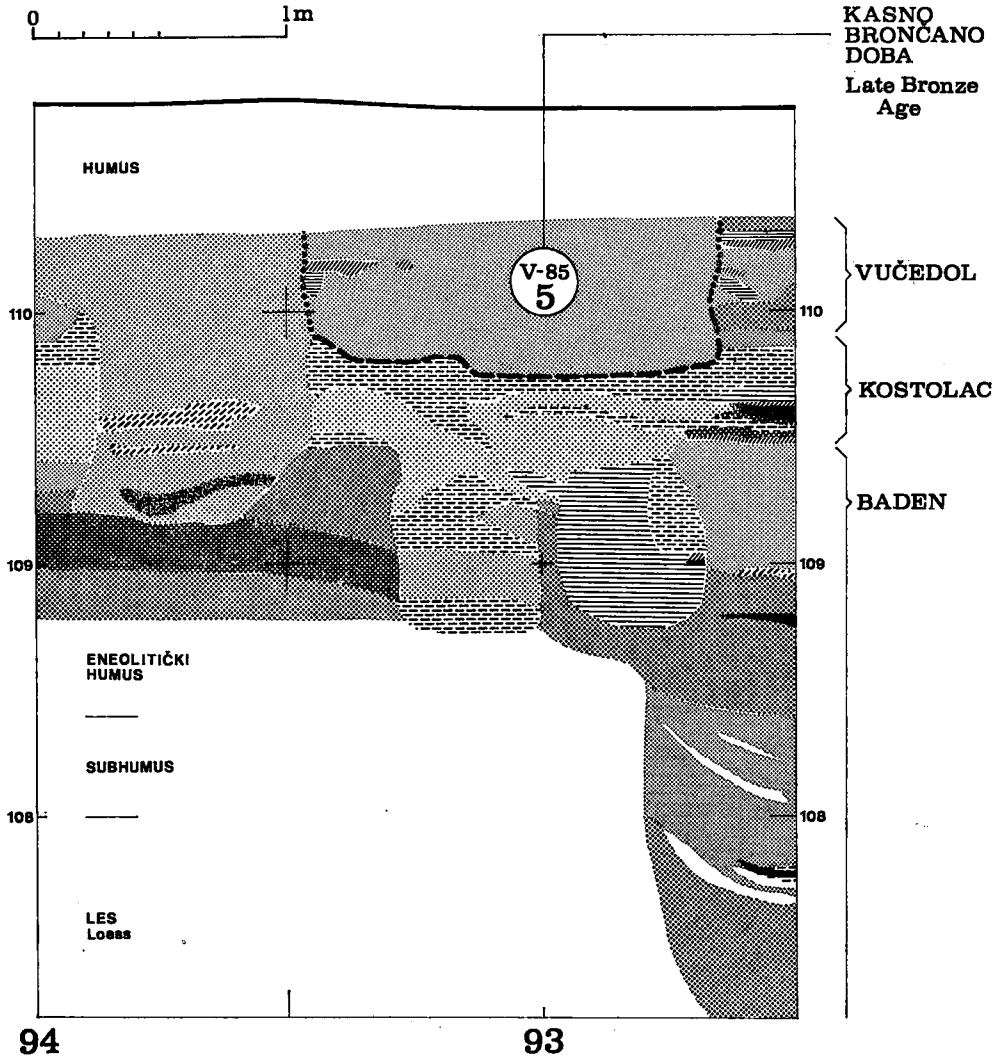 0 1m
KASNO
BRONČANO
DOBA
Late Bronze
Age
HUMUS
V-85
5
VUČEDOL
110
110
KOSTOLAC
BADEN
109
109
ENEOLITIČKI
HUMUS
SUBHUMUS
108
108
LES
Loess
94 93